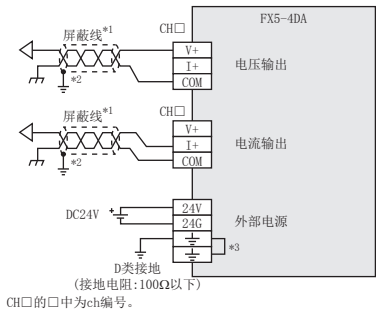 FX5-4DA
CH□
屏蔽线*1
V+
I+
COM
*2
电压输出
CH□
屏蔽线*1
V+
I+
COM
*2
电流输出
DC24V
+
24V
24G
外部电源
*3
D类接地
(接地电阻:100Ω以下)
CH□的□中为ch编号。